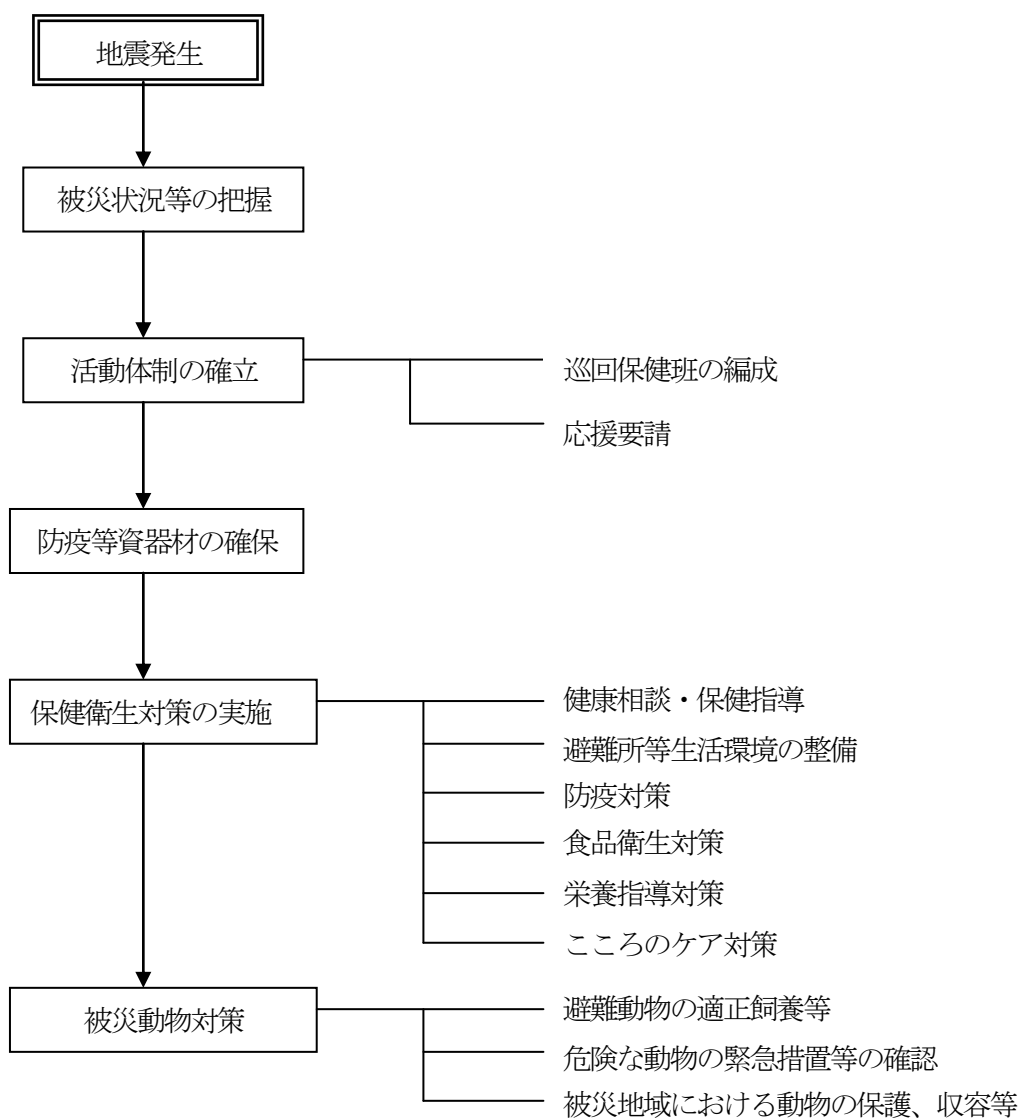 地震発生
被災状況等の把握
活動体制の確立
巡回保健班の編成
応援要請
防疫等資器材の確保
保健衛生対策の実施
健康相談・保健指導
避難所等生活環境の整備
防疫対策
食品衛生対策
栄養指導対策
こころのケア対策
被災動物対策
避難動物の適正飼養等
危険な動物の緊急措置等の確認
被災地域における動物の保護、収容等